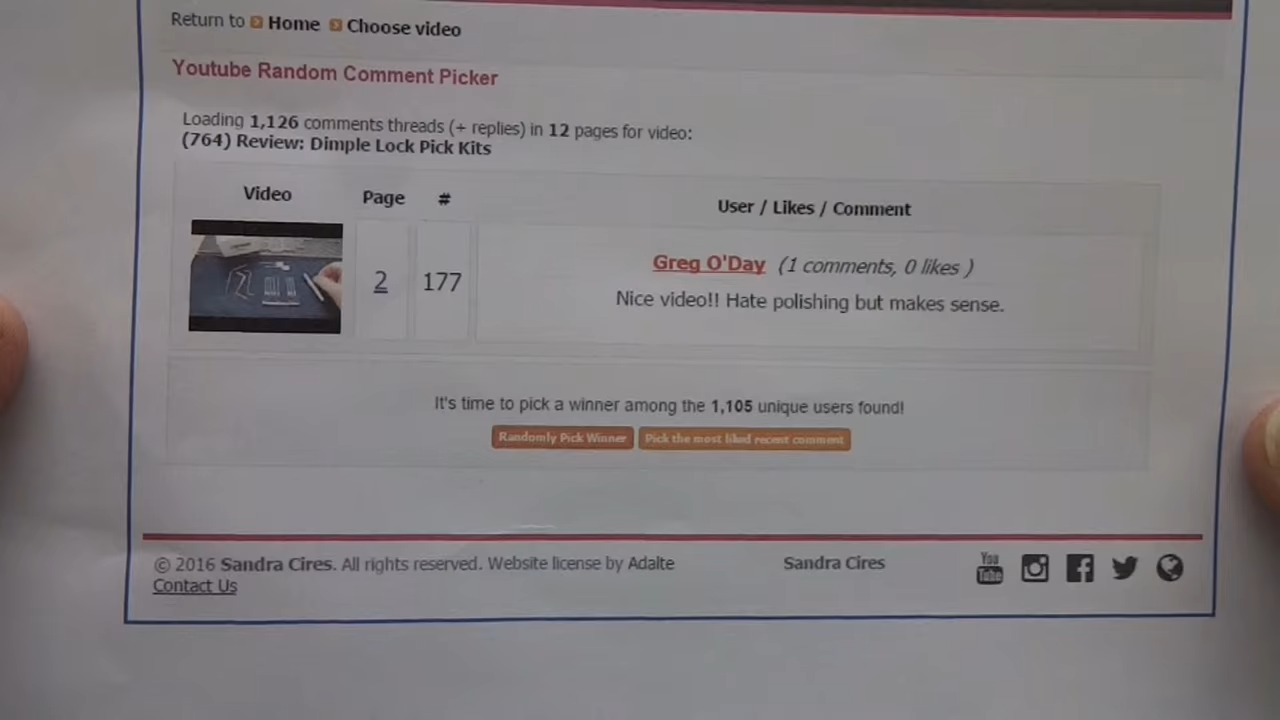 Return to Home Choose video
Youtube Random Comment Picker
Loading 1,126 comments threads (+ replies) in 12 pages for video:
(764) Review: Dimple Lock Pick Kits
Video Page # User / Likes / Comment
2 177 Greg O'Day (1 comments, 0 likes )
Nice video!! Hate polishing but makes sense.
It's time to pick a winner among the 1,105 unique users found!
Randomly Pick Winner Pick the most liked recent comment
© 2016 Sandra Cires. All rights reserved. Website license by Adalte Sandra Cires You Tube
Contact Us